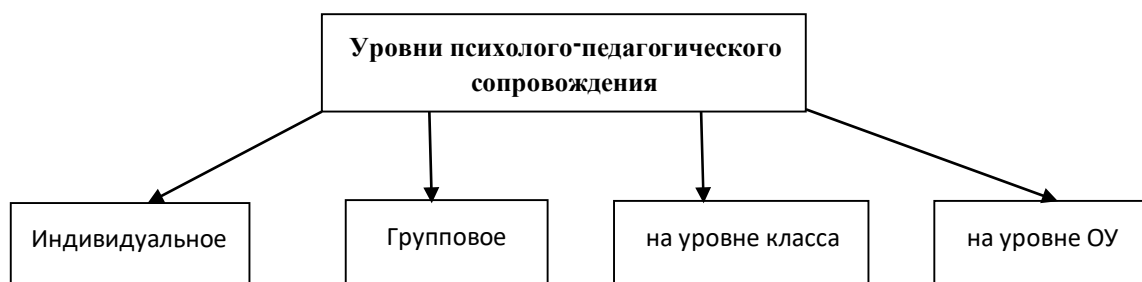 Уровни психолого-педагогического
сопровождения
Индивидуальное
Групповое
на уровне класса
на уровне ОУ